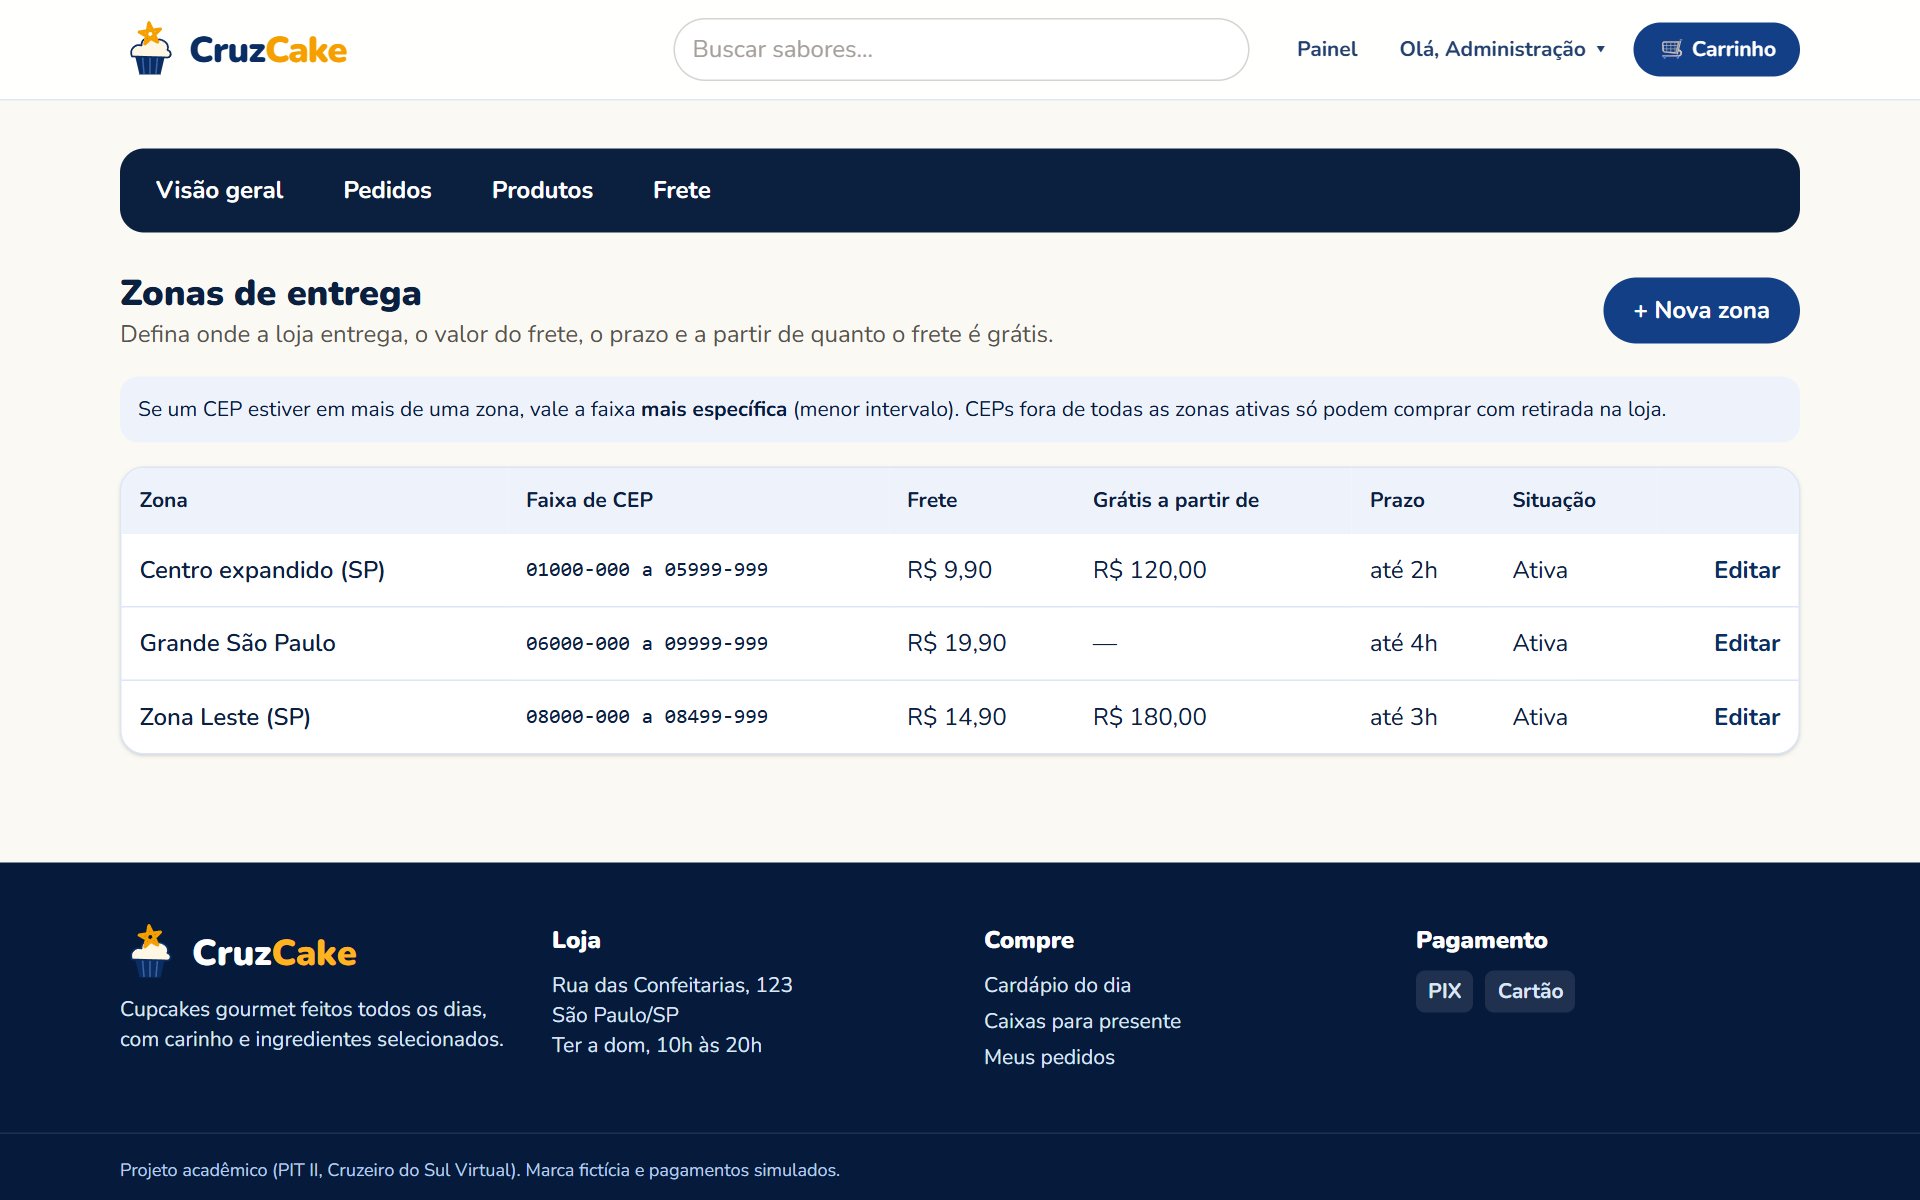 CruzCake
Buscar sabores...
Painel
Olá, Administração ▾
Carrinho
Visão geral
Pedidos
Produtos
Frete
Zonas de entrega
Defina onde a loja entrega, o valor do frete, o prazo e a partir de quanto o frete é grátis.
+ Nova zona
Se um CEP estiver em mais de uma zona, vale a faixa mais específica (menor intervalo). CEPs fora de todas as zonas ativas só podem comprar com retirada na loja.
Zona Faixa de CEP Frete Grátis a partir de Prazo Situação
Centro expandido (SP) 01000-000 a 05999-999 R$ 9,90 R$ 120,00 até 2h Ativa Editar
Grande São Paulo 06000-000 a 09999-999 R$ 19,90 — até 4h Ativa Editar
Zona Leste (SP) 08000-000 a 08499-999 R$ 14,90 R$ 180,00 até 3h Ativa Editar
CruzCake
Cupcakes gourmet feitos todos os dias,
com carinho e ingredientes selecionados.
Loja
Rua das Confeitarias, 123
São Paulo/SP
Ter a dom, 10h às 20h
Compre
Cardápio do dia
Caixas para presente
Meus pedidos
Pagamento
PIX Cartão
Projeto acadêmico (PIT II, Cruzeiro do Sul Virtual). Marca fictícia e pagamentos simulados.